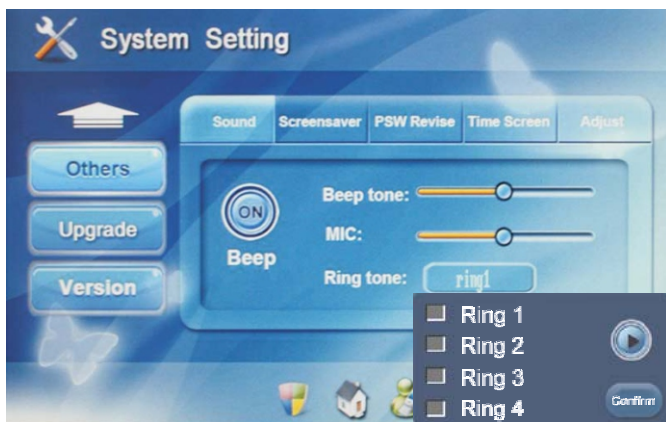 System Setting
Sound Screensaver PSW Revise Time Screen Adjust
Others
Upgrade
Version
ON
Beep
Beep tone:
MIC:
Ring tone: ring1
Ring 1
Ring 2
Ring 3
Ring 4
Confirm